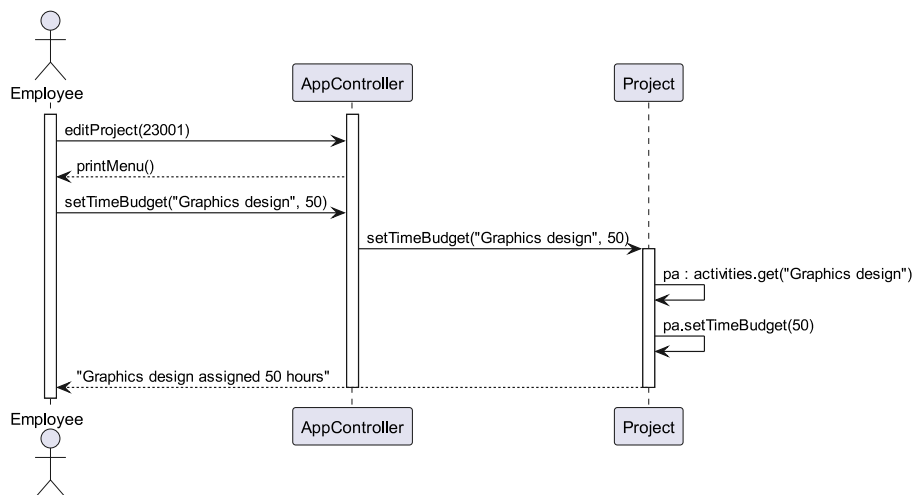 Employee
AppController
Project
editProject(23001)
printMenu()
setTimeBudget("Graphics design", 50)
setTimeBudget("Graphics design", 50)
pa : activities.get("Graphics design")
pa.setTimeBudget(50)
"Graphics design assigned 50 hours"
Employee
AppController
Project